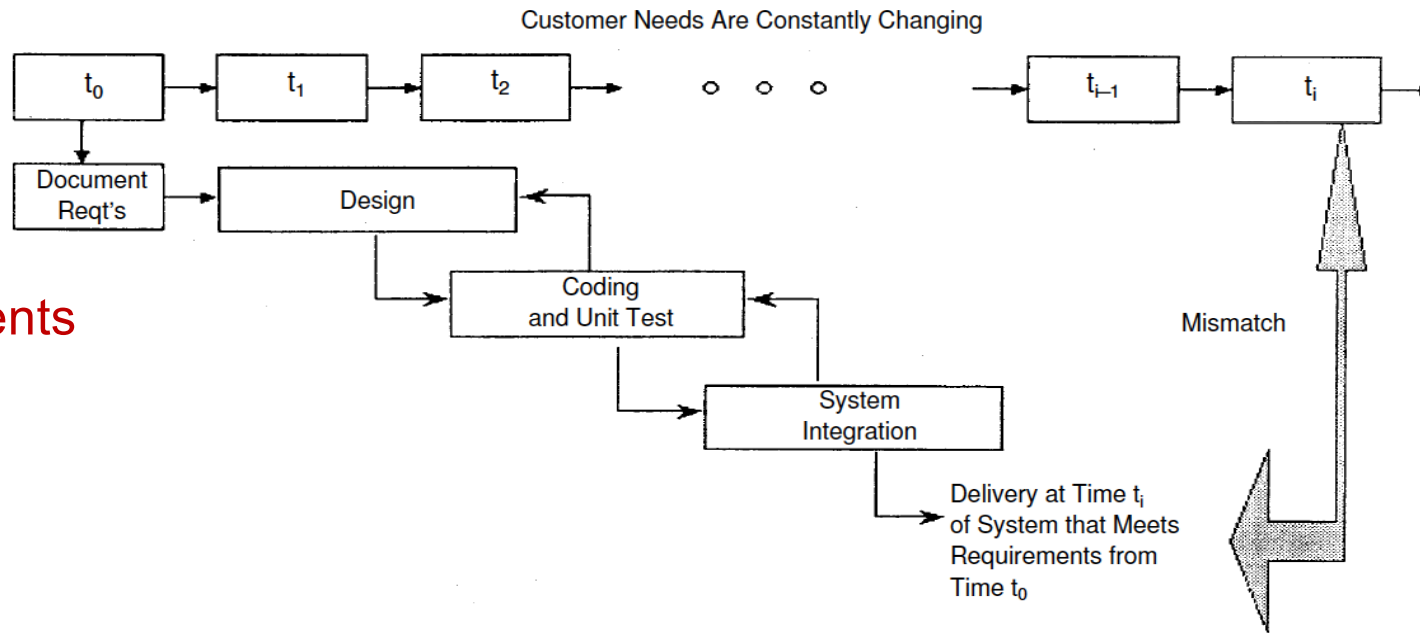 Customer Needs Are Constantly Changing
t₀
t₁
t₂
tᵢ₋₁
tᵢ
Document
Reqt's
Design
Coding
and Unit Test
ents
Mismatch
System
Integration
Delivery at Time tᵢ
of System that Meets
Requirements from
Time t₀